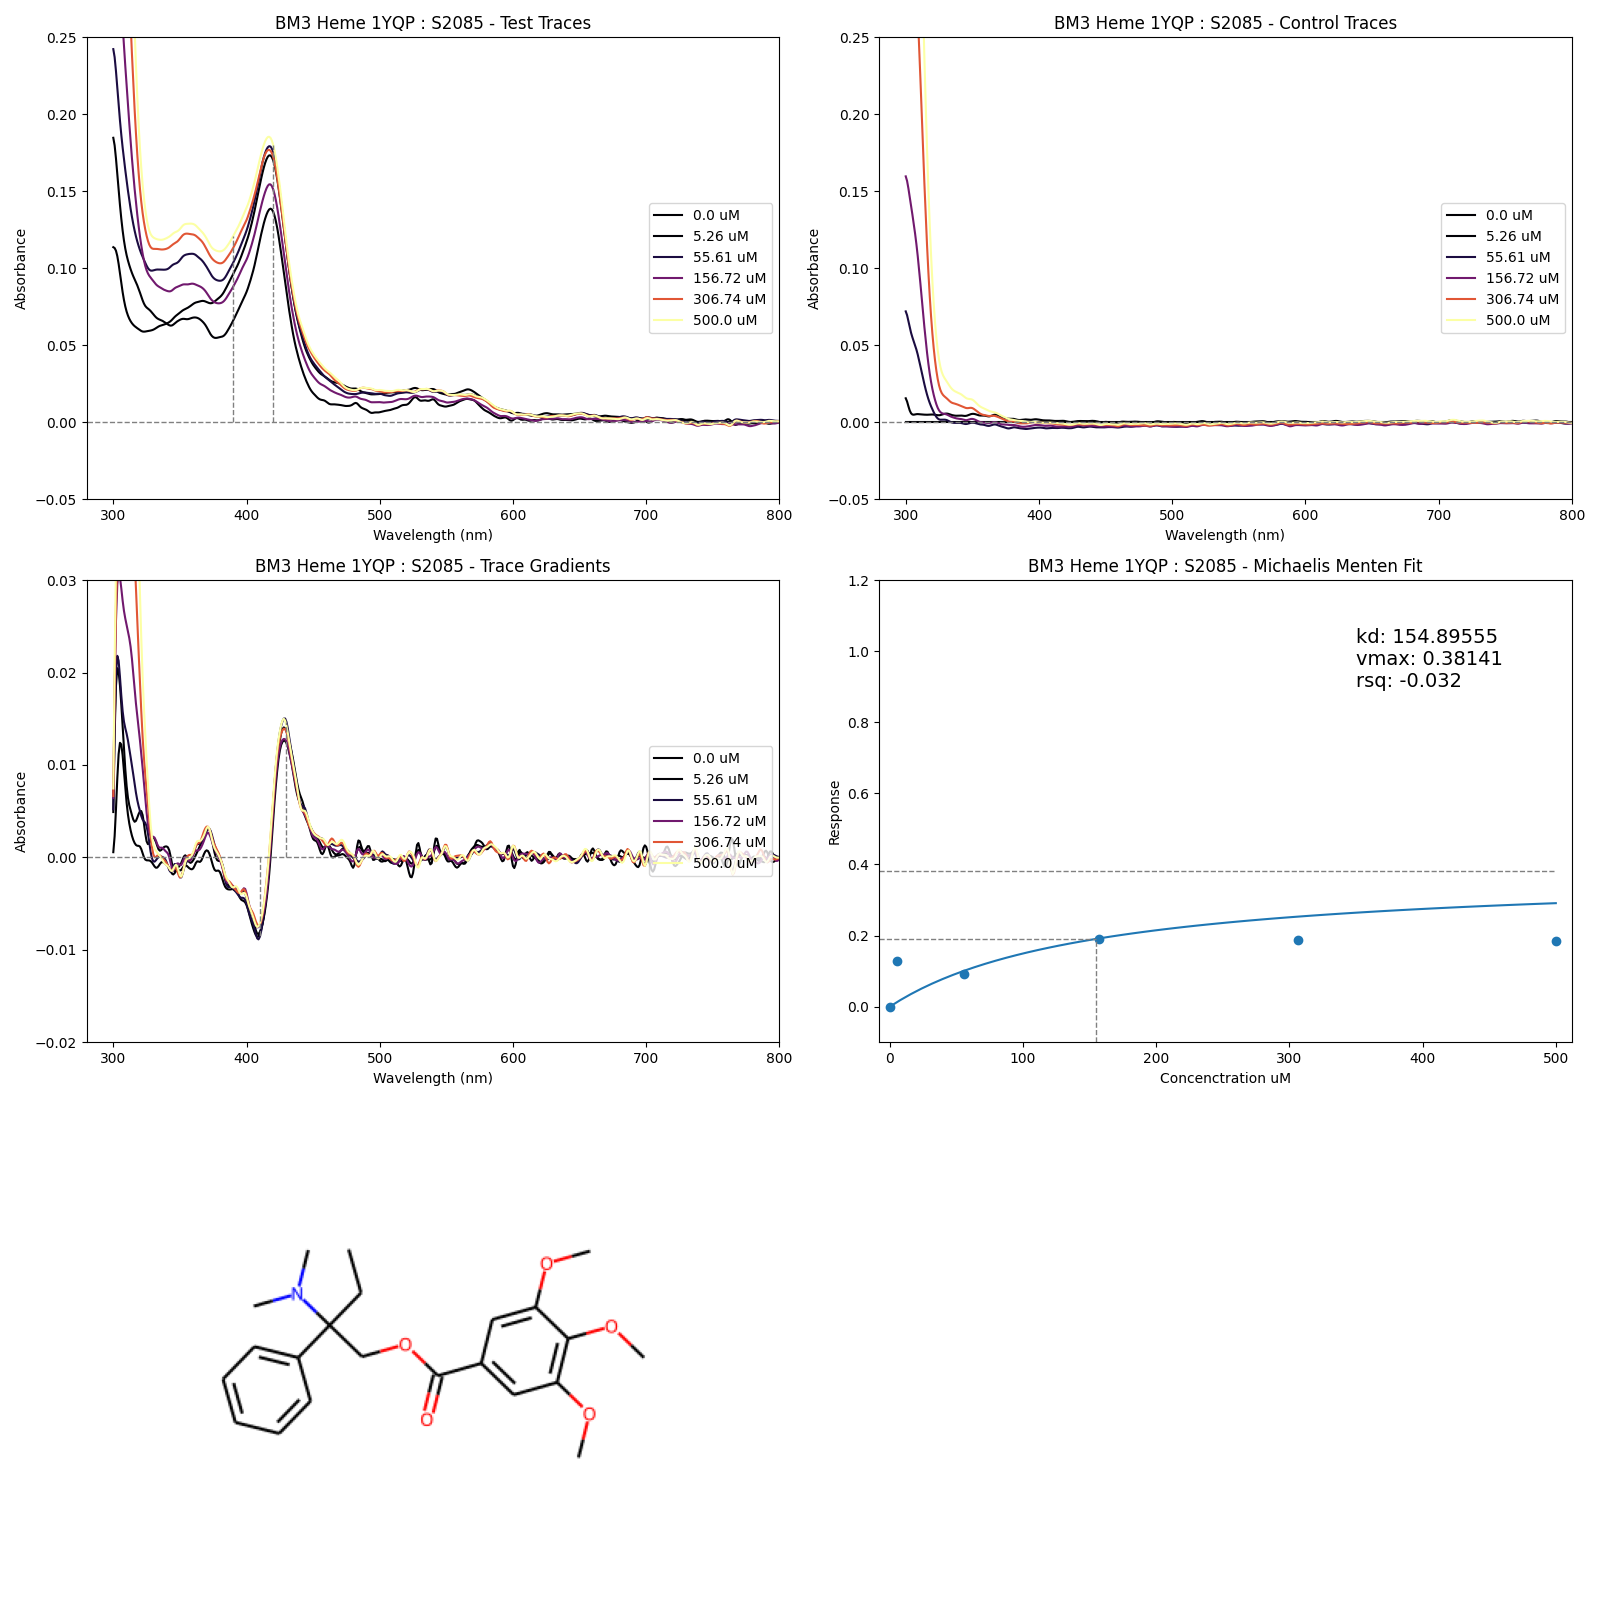 BM3 Heme 1YQP : S2085 - Test Traces
0.25
0.20
0.15
0.10
0.05
0.00
−0.05
Absorbance
300
400
500
600
700
800
Wavelength (nm)
0.0 uM
5.26 uM
55.61 uM
156.72 uM
306.74 uM
500.0 uM
BM3 Heme 1YQP : S2085 - Control Traces
0.25
0.20
0.15
0.10
0.05
0.00
−0.05
Absorbance
300
400
500
600
700
800
Wavelength (nm)
0.0 uM
5.26 uM
55.61 uM
156.72 uM
306.74 uM
500.0 uM
BM3 Heme 1YQP : S2085 - Trace Gradients
0.03
0.02
0.01
0.00
−0.01
−0.02
Absorbance
300
400
500
600
700
800
Wavelength (nm)
0.0 uM
5.26 uM
55.61 uM
156.72 uM
306.74 uM
500.0 uM
BM3 Heme 1YQP : S2085 - Michaelis Menten Fit
1.2
1.0
0.8
0.6
0.4
0.2
0.0
Response
kd: 154.89555
vmax: 0.38141
rsq: -0.032
0
100
200
300
400
500
Concenctration uM
O
N
O
O
O
O